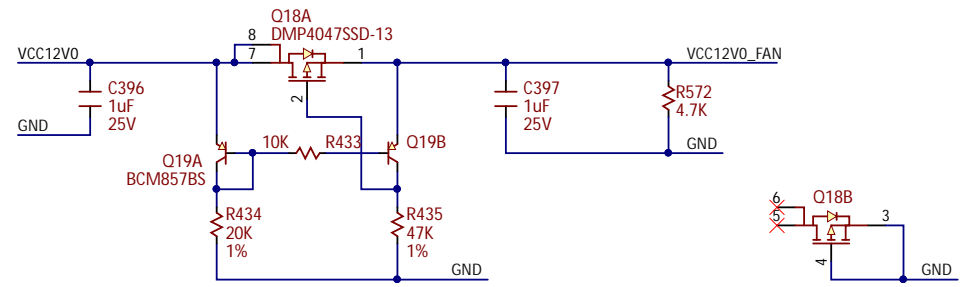 Q18A
DMP4047SSD-13
8
7
1
2
VCC12V0
VCC12V0_FAN
C396
1uF
25V
GND
C397
1uF
25V
R572
4.7K
GND
10K
R433
Q19B
Q19A
BCM857BS
R434
20K
1%
R435
47K
1%
GND
Q18B
6
5
3
4
GND